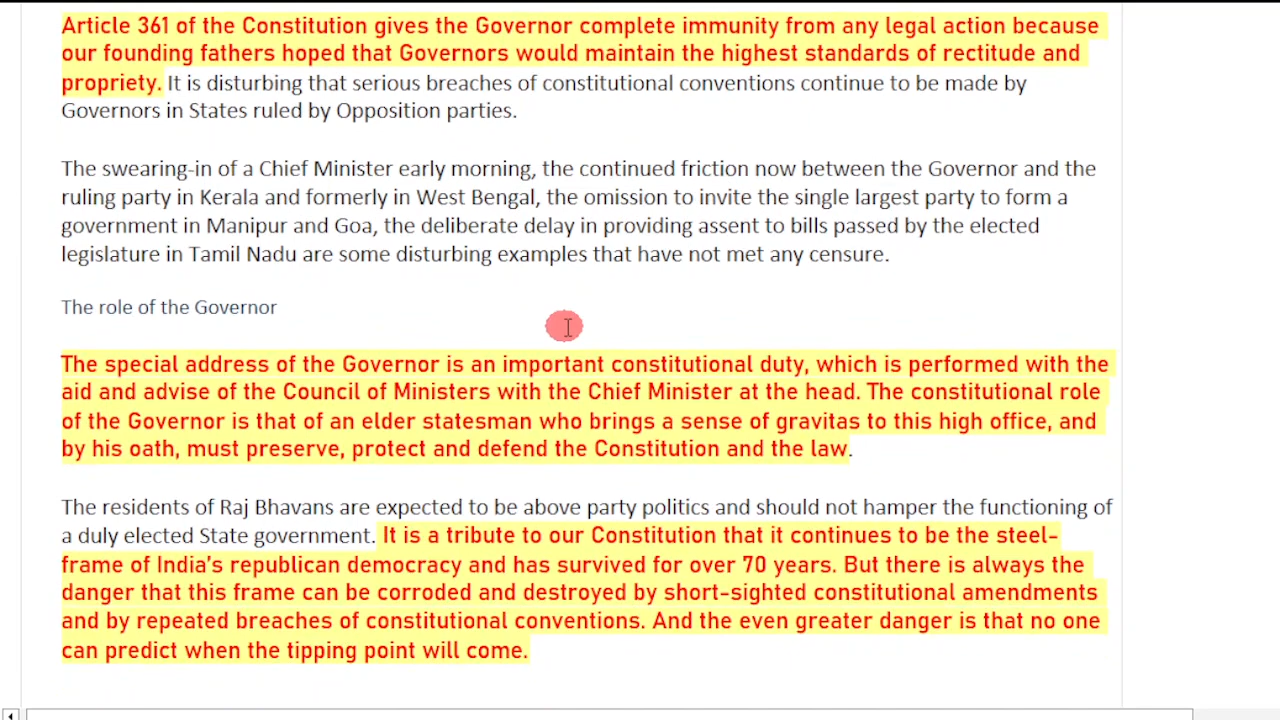 Article 361 of the Constitution gives the Governor complete immunity from any legal action because
our founding fathers hoped that Governors would maintain the highest standards of rectitude and
propriety. It is disturbing that serious breaches of constitutional conventions continue to be made by
Governors in States ruled by Opposition parties.
The swearing-in of a Chief Minister early morning, the continued friction now between the Governor and the
ruling party in Kerala and formerly in West Bengal, the omission to invite the single largest party to form a
government in Manipur and Goa, the deliberate delay in providing assent to bills passed by the elected
legislature in Tamil Nadu are some disturbing examples that have not met any censure.
The role of the Governor
The special address of the Governor is an important constitutional duty, which is performed with the
aid and advise of the Council of Ministers with the Chief Minister at the head. The constitutional role
of the Governor is that of an elder statesman who brings a sense of gravitas to this high office, and
by his oath, must preserve, protect and defend the Constitution and the law.
The residents of Raj Bhavans are expected to be above party politics and should not hamper the functioning of
a duly elected State government. It is a tribute to our Constitution that it continues to be the steel-
frame of India's republican democracy and has survived for over 70 years. But there is always the
danger that this frame can be corroded and destroyed by short-sighted constitutional amendments
and by repeated breaches of constitutional conventions. And the even greater danger is that no one
can predict when the tipping point will come.